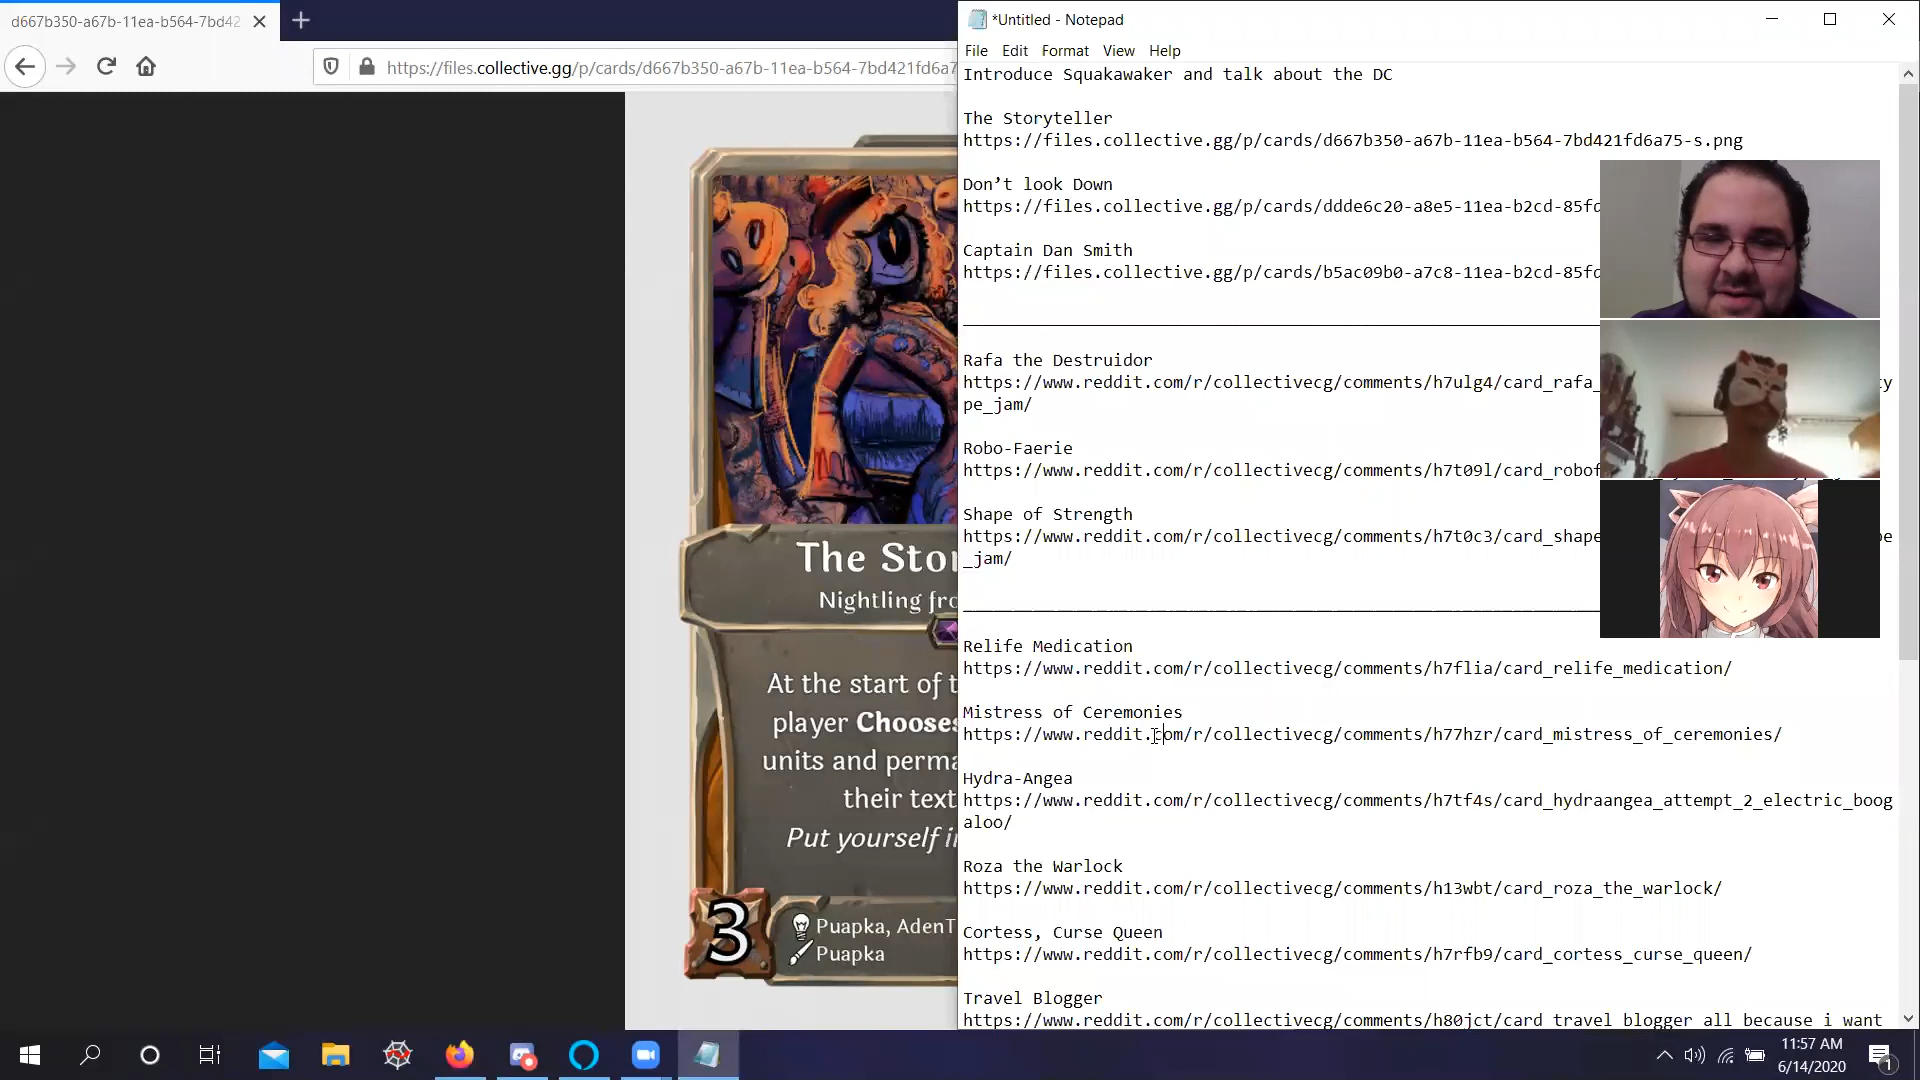 d667b350-a67b-11ea-b564-7bd42
*Untitled - Notepad
File Edit Format View Help
https://files.collective.gg/p/cards/d667b350-a67b-11ea-b564-7bd421fd6a7
Introduce Squakawaker and talk about the DC
The Storyteller
https://files.collective.gg/p/cards/d667b350-a67b-11ea-b564-7bd421fd6a75-s.png
Don’t look Down
https://files.collective.gg/p/cards/ddde6c20-a8e5-11ea-b2cd-85fd
Captain Dan Smith
https://files.collective.gg/p/cards/b5ac09b0-a7c8-11ea-b2cd-85fd
Rafa the Destruidor
https://www.reddit.com/r/collectivecg/comments/h7ulg4/card_rafa_ ty
pe_jam/
Robo-Faerie
https://www.reddit.com/r/collectivecg/comments/h7t09l/card_robof
Shape of Strength
https://www.reddit.com/r/collectivecg/comments/h7t0c3/card_shape pe
_jam/
Relife Medication
https://www.reddit.com/r/collectivecg/comments/h7flia/card_relife_medication/
Mistress of Ceremonies
https://www.reddit.com/r/collectivecg/comments/h77hzr/card_mistress_of_ceremonies/
Hydra-Angea
https://www.reddit.com/r/collectivecg/comments/h7tf4s/card_hydraangea_attempt_2_electric_boog
aloo/
Roza the Warlock
https://www.reddit.com/r/collectivecg/comments/h13wbt/card_roza_the_warlock/
Cortess, Curse Queen
https://www.reddit.com/r/collectivecg/comments/h7rfb9/card_cortess_curse_queen/
Travel Blogger
https://www.reddit.com/r/collectivecg/comments/h80jct/card_travel_blogger_all_because_i_want
The Sto
Nightling fro
At the start of t
player Chooses
units and perma
their text
Put yourself i
3
Puapka, AdenT
Puapka
11:57 AM
6/14/2020
1